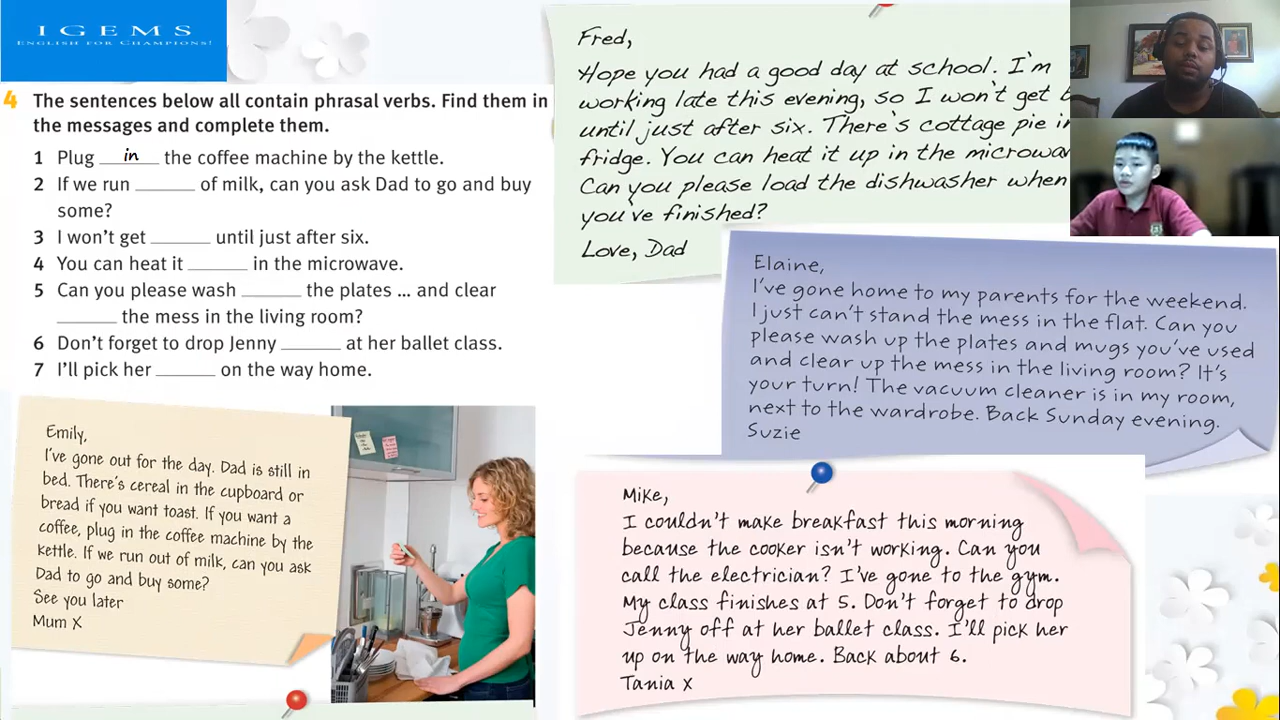 IGEMS
ENGLISH FOR CHAMPIONS!
4 The sentences below all contain phrasal verbs. Find them in
the messages and complete them.
1 Plug in the coffee machine by the kettle.
2 If we run ______ of milk, can you ask Dad to go and buy
some?
3 I won't get ______ until just after six.
4 You can heat it ______ in the microwave.
5 Can you please wash ______ the plates ... and clear
______ the mess in the living room?
6 Don't forget to drop Jenny ______ at her ballet class.
7 I'll pick her ______ on the way home.
Fred,
Hope you had a good day at school. I'm
working late this evening, so I won't get
until just after six. There's cottage pie
fridge. You can heat it up in the
Can you please load the dishwasher when
you've finished?
Love, Dad
Elaine,
I've gone home to my parents for the weekend.
I just can't stand the mess in the flat. Can you
please wash up the plates and mugs you've used
and clear up the mess in the living room? It's
your turn! The vacuum cleaner is in my room,
next to the wardrobe. Back Sunday evening.
Suzie
Emily,
I've gone out for the day. Dad is still in
bed. There's cereal in the cupboard or
bread if you want toast. If you want a
coffee, plug in the coffee machine by the
kettle. If we run out of milk, can you ask
Dad to go and buy some?
See you later
Mum X
Mike,
I couldn't make breakfast this morning
because the cooker isn't working. Can you
call the electrician? I've gone to the gym.
My class finishes at 5. Don't forget to drop
Jenny off at her ballet class. I'll pick her
up on the way home. Back about 6.
Tania x